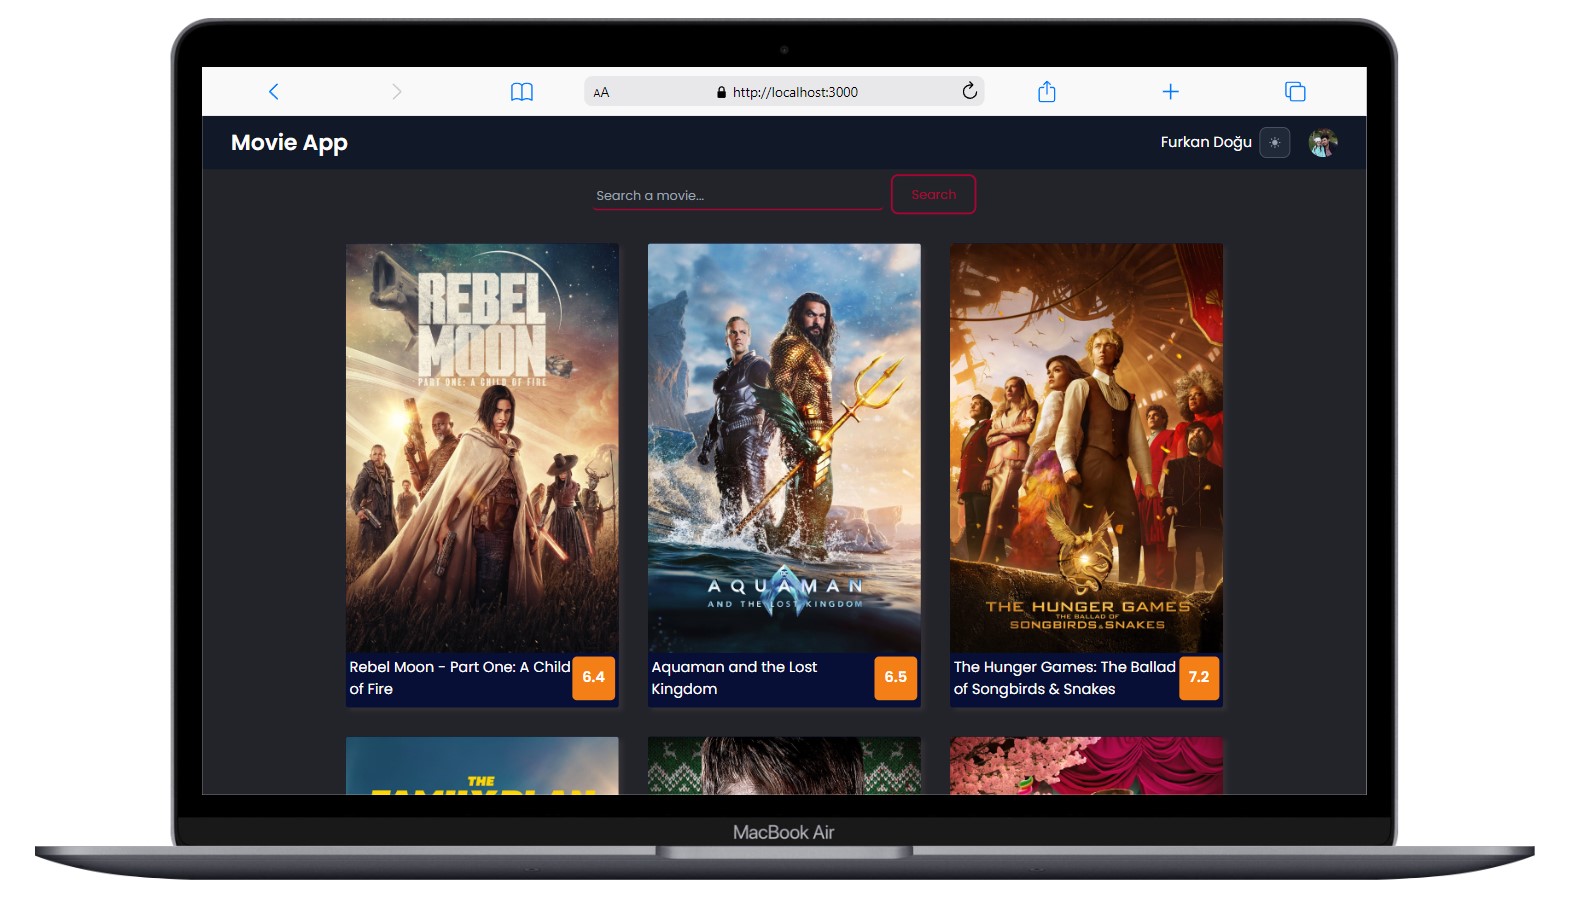 AA
http://localhost:3000
Movie App
Furkan Doğu
Search a movie...
Search
REBEL
MOON
PART ONE: A CHILD OF FIRE
AQUAMAN
AND THE LOST KINGDOM
THE HUNGER GAMES
THE BALLAD OF
SONGBIRDS & SNAKES
Rebel Moon - Part One: A Child
of Fire
6.4
Aquaman and the Lost
Kingdom
6.5
The Hunger Games: The Ballad
of Songbirds & Snakes
7.2
THE
FAMILY PLAN
MacBook Air